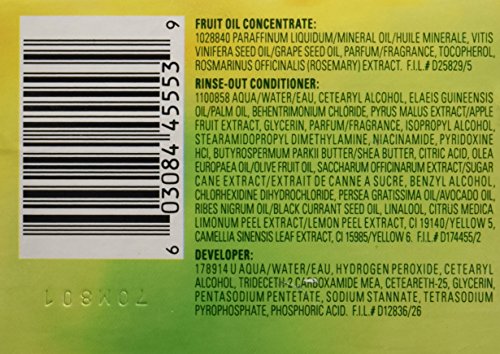 FRUIT OIL CONCENTRATE:
1028840 PARAFFINUM LIQUIDUM/MINERAL OIL/HUILE MINERALE, VITIS
VINIFERA SEED OIL/GRAPE SEED OIL, PARFUM/FRAGRANCE, TOCOPHEROL,
ROSMARINUS OFFICINALIS (ROSEMARY) EXTRACT. F.I.L.# D25829/5
RINSE-OUT CONDITIONER:
1100858 AQUA/WATER/EAU, CETEARYL ALCOHOL, ELAEIS GUINEENSIS
OIL/PALM OIL, BEHENTRIMONIUM CHLORIDE, PYRUS MALUS EXTRACT/APPLE
FRUIT EXTRACT, GLYCERIN, PARFUM/FRAGRANCE, ISOPROPYL ALCOHOL,
STEARAMIDOPROPYL DIMETHYLAMINE, NIACINAMIDE, PYRIDOXINE
HCI, BUTYROSPERMUM PARKII BUTTER/SHEA BUTTER, CITRIC ACID, OLEA
EUROPAEA OIL/OLIVE FRUIT OIL, SACCHARUM OFFICINARUM EXTRACT/SUGAR
CANE EXTRACT/EXTRAIT DE CANNE A SUCRE, BENZYL ALCOHOL,
CHLORHEXIDINE DIHYDROCHLORIDE, PERSEA GRATISSIMA OIL/AVOCADO OIL,
RIBES NIGRUM OIL/BLACK CURRANT SEED OIL, LINALOOL, CITRUS MEDICA
LIMONUM PEEL EXTRACT/LEMON PEEL EXTRACT, CI 19140/YELLOW 5,
CAMELLIA SINENSIS LEAF EXTRACT, CI 15985/YELLOW 6. F.I.L.# D174455/2
DEVELOPER:
178914 U AQUA/WATER/EAU, HYDROGEN PEROXIDE, CETEARYL
ALCOHOL, TRIDECETH-2 CARBOXAMIDE MEA, CETEARETH-25, GLYCERIN,
PENTASODIUM PENTETATE, SODIUM STANNATE, TETRASODIUM
PYROPHOSPHATE, PHOSPHORIC ACID. F.I.L.# D12836/26
6 03084 45553 9
70M801